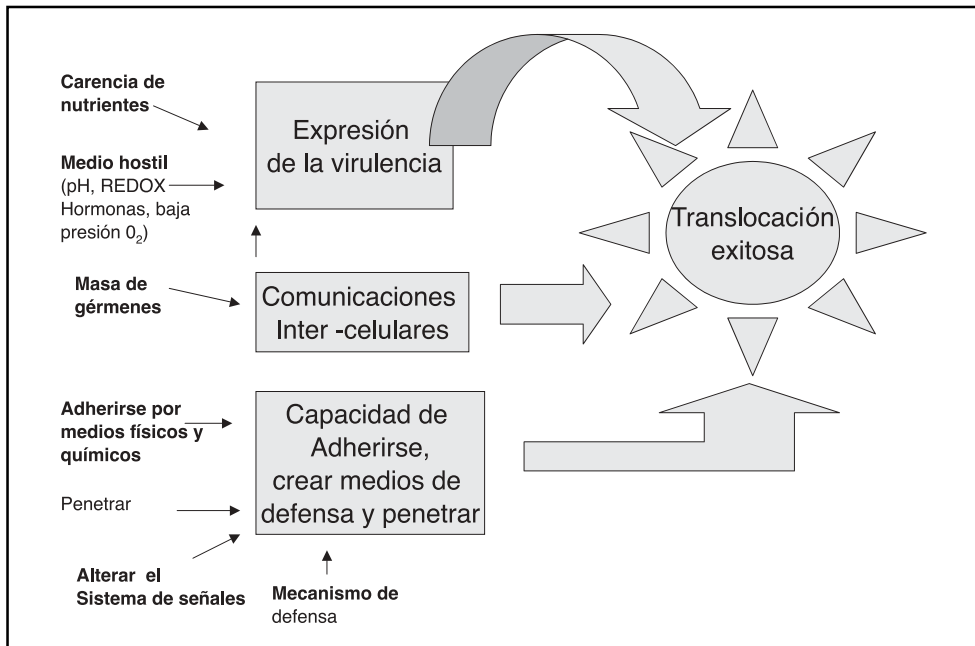 Carencia de
nutrientes
Medio hostil
(pH, REDOX
Hormonas, baja
presión 0₂)
Masa de
gérmenes
Adherirse por
medios físicos y
químicos
Penetrar
Alterar el
Sistema de señales
Mecanismo de
defensa
Expresión
de la virulencia
Comunicaciones
Inter -celulares
Capacidad de
Adherirse,
crear medios de
defensa y penetrar
Translocación
exitosa